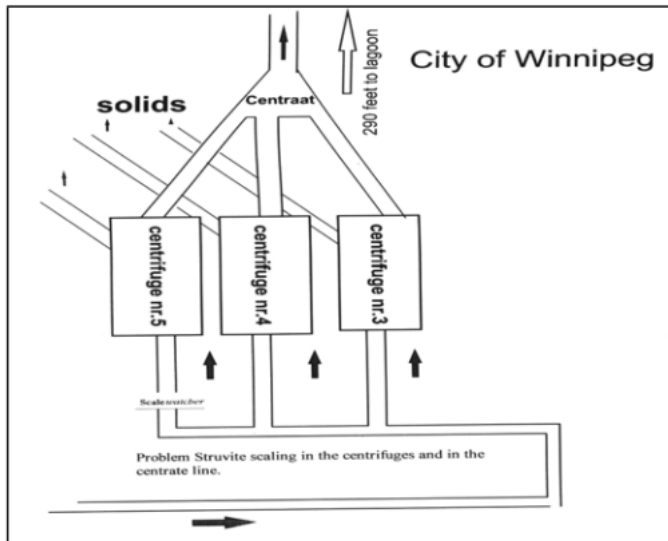 City of Winnipeg
290 feet to lagoon
Centraat
solids
centrifuge nr.5
centrifuge nr.4
centrifuge nr.3
Scalewatcher
Problem Struvite scaling in the centrifuges and in the
centrate line.